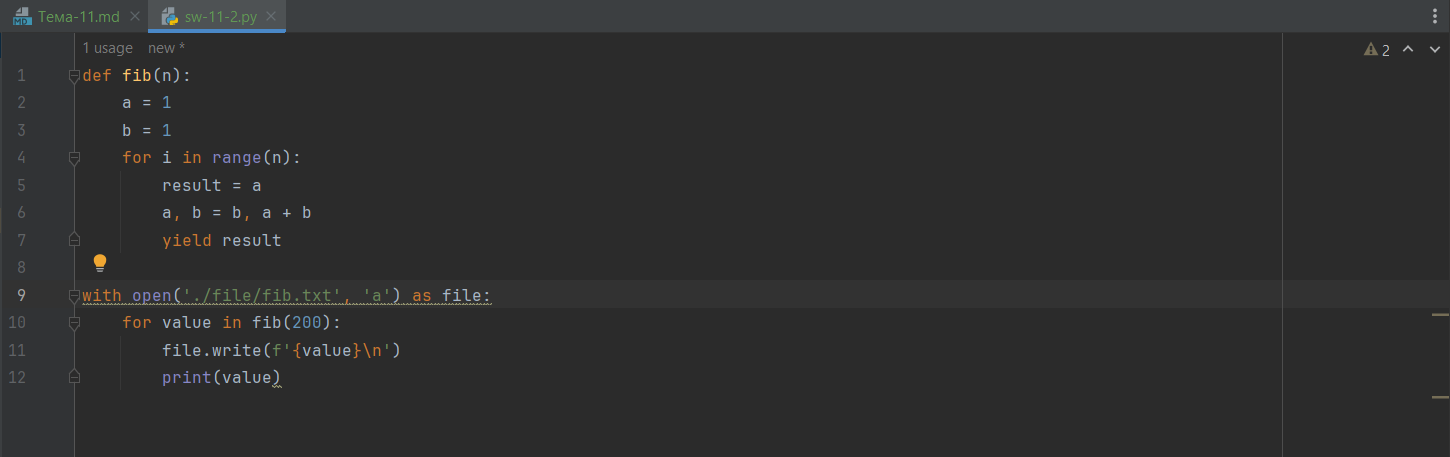 MD Тема-11.md sw-11-2.py
1 usage new *
2
1 def fib(n):
2 a = 1
3 b = 1
4 for i in range(n):
5 result = a
6 a, b = b, a + b
7 yield result
8
9 with open('./file/fib.txt', 'a') as file:
10 for value in fib(200):
11 file.write(f'{value}\n')
12 print(value)